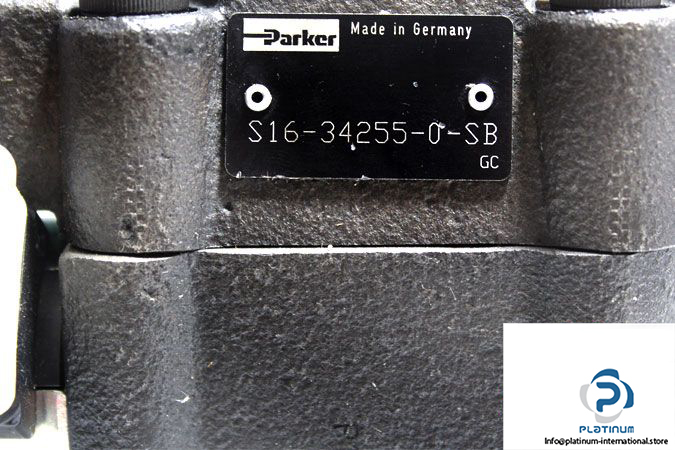 Parker Made in Germany
S16-34255-0-SB
GC
PLATINUM
Info@platinum-international.store